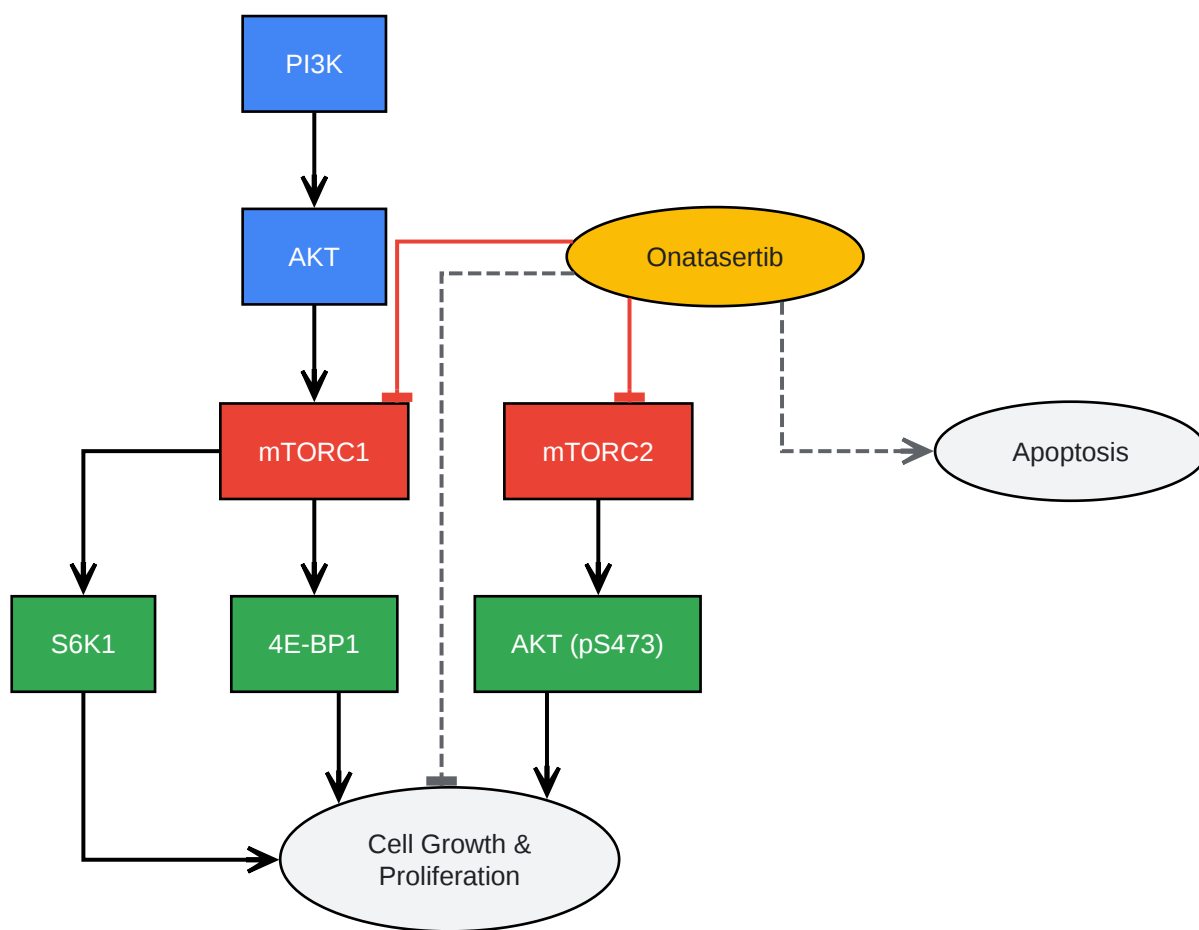 PI3K
AKT
Onatasertib
mTORC1
mTORC2
Apoptosis
S6K1
4E-BP1
AKT (pS473)
Cell Growth &
Proliferation